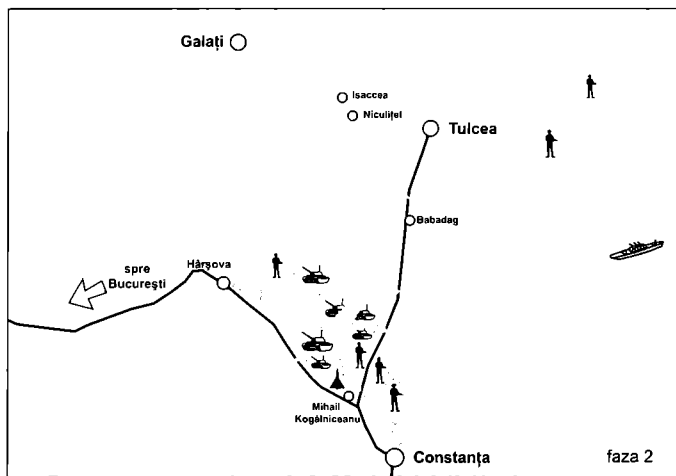 Galați
Isaccea
Niculițel
Tulcea
Babadag
Hârșova
spre
București
Mihail
Kogălniceanu
Constanța
faza 2